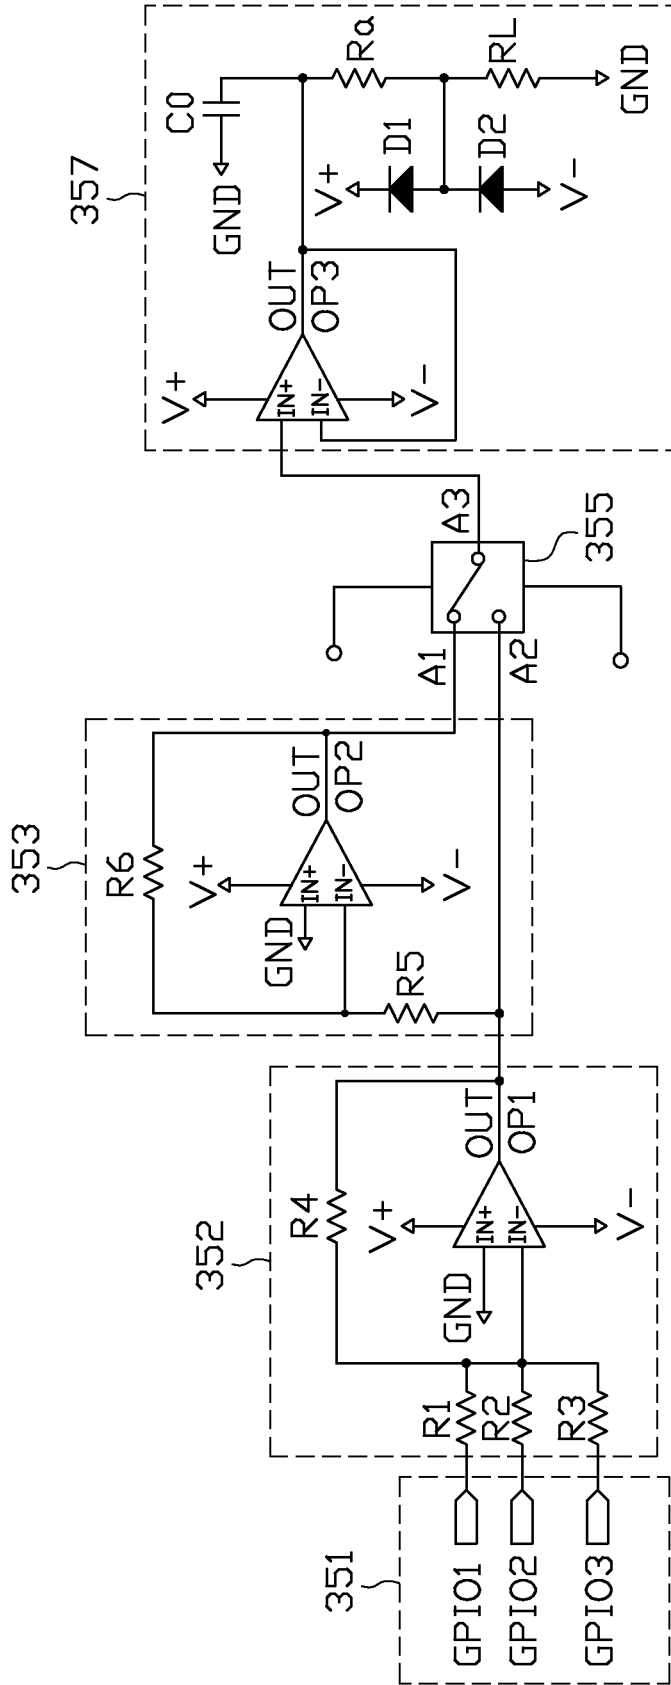 351
GPIO1
GPIO2
GPIO3
352
R1
R2
R3
R4
GND
V+
IN+
IN-
V-
OUT
OP1
353
R5
R6
GND
V+
IN+
IN-
V-
OUT
OP2
A1
A2
A3
355
357
V+
IN+
IN-
V-
OUT
OP3
GND
C0
V+
D1
D2
V-
Ra
RL
GND